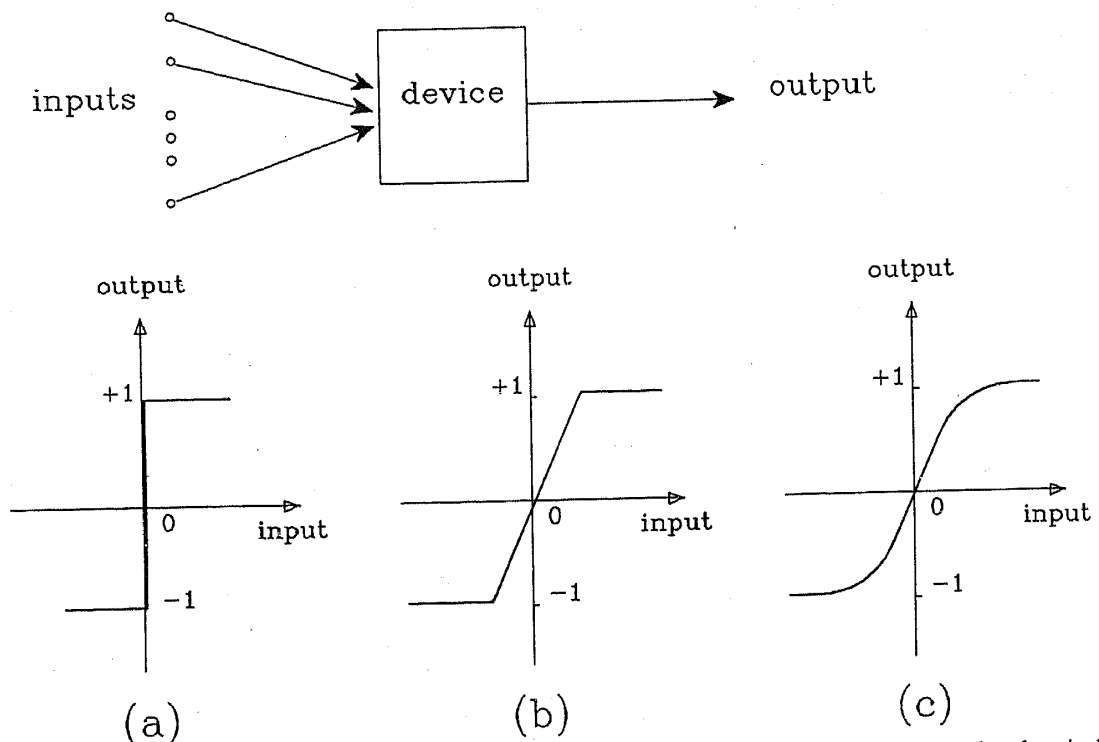 inputs
device
output
output
+1
0
input
-1
(a)
output
+1
0
input
-1
(b)
output
+1
0
input
-1
(c)